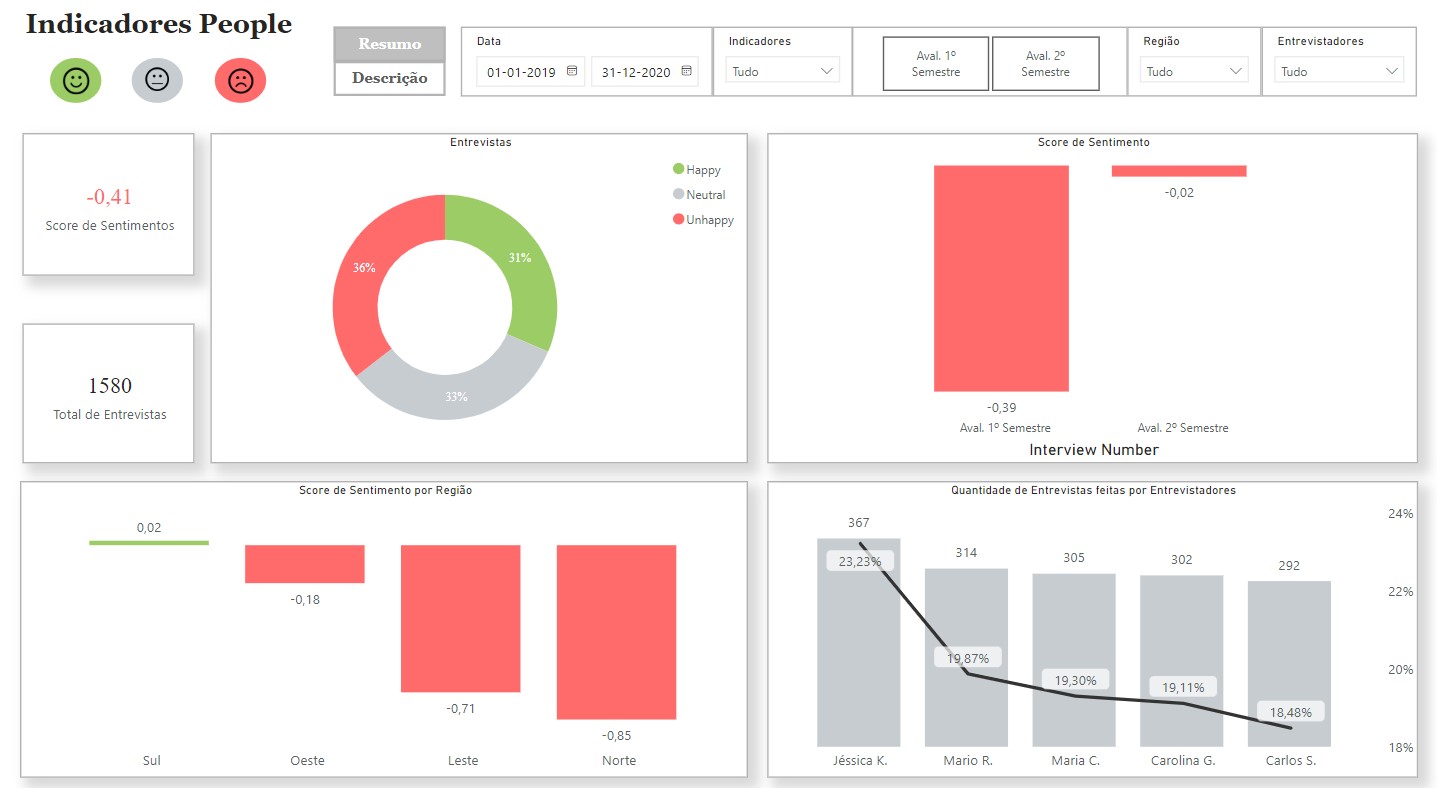 Indicadores People
Resumo
Descrição
Data
01-01-2019
31-12-2020
Indicadores
Tudo
Aval. 1º
Semestre
Aval. 2º
Semestre
Região
Tudo
Entrevistadores
Tudo
-0,41
Score de Sentimentos
1580
Total de Entrevistas
Entrevistas
Happy
Neutral
Unhappy
31%
36%
33%
Score de Sentimento
-0,02
-0,39
Aval. 1º Semestre
Aval. 2º Semestre
Interview Number
Score de Sentimento por Região
0,02
-0,18
-0,71
-0,85
Sul
Oeste
Leste
Norte
Quantidade de Entrevistas feitas por Entrevistadores
24%
22%
20%
18%
367
314
305
302
292
23,23%
19,87%
19,30%
19,11%
18,48%
Jéssica K.
Mario R.
Maria C.
Carolina G.
Carlos S.